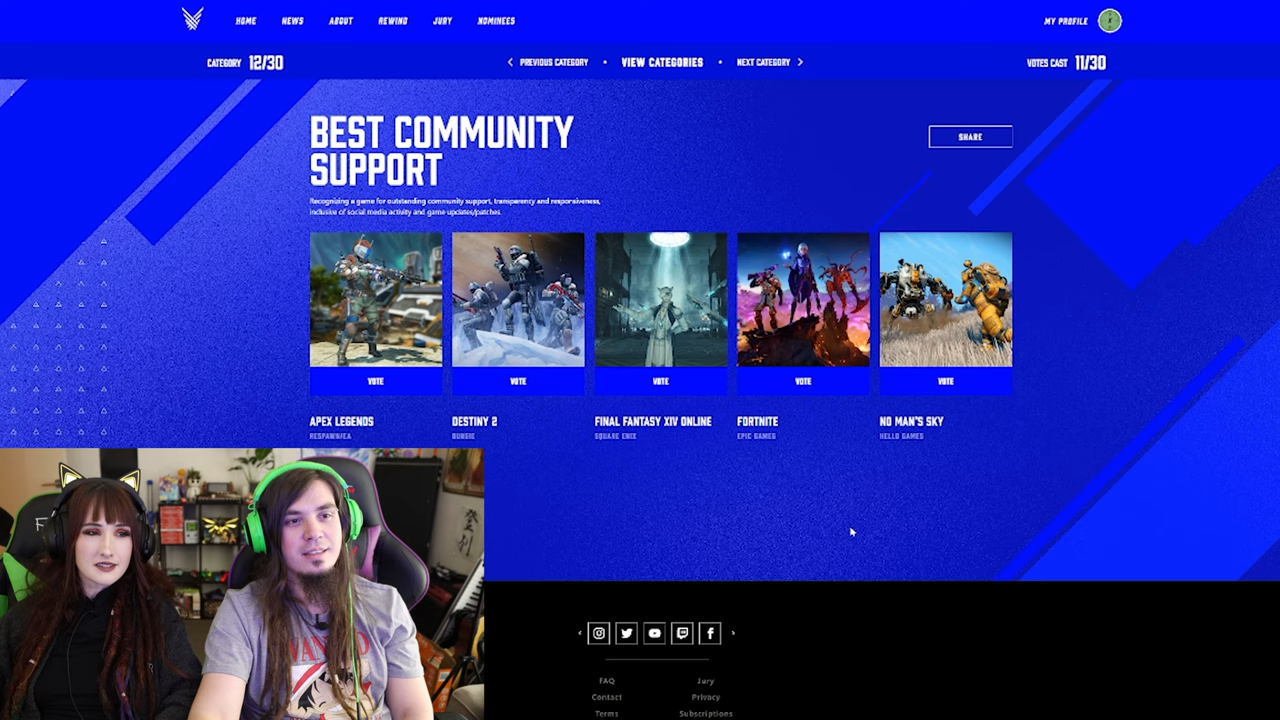 HOME NEWS ABOUT REWIND JURY NOMINEES MY PROFILE
CATEGORY 12/30 PREVIOUS CATEGORY • VIEW CATEGORIES • NEXT CATEGORY VOTES CAST 11/30
BEST COMMUNITY
SUPPORT
SHARE
Recognizing a game for outstanding community support, transparency and responsiveness,
inclusive of social media activity and game updates/patches.
VOTE VOTE VOTE VOTE VOTE
APEX LEGENDS DESTINY 2 FINAL FANTASY XIV ONLINE FORTNITE NO MAN'S SKY
RESPAWN/EA BUNGIE SQUARE ENIX EPIC GAMES HELLO GAMES
WANTED
FAQ Jury
Contact Privacy
Terms Subscriptions